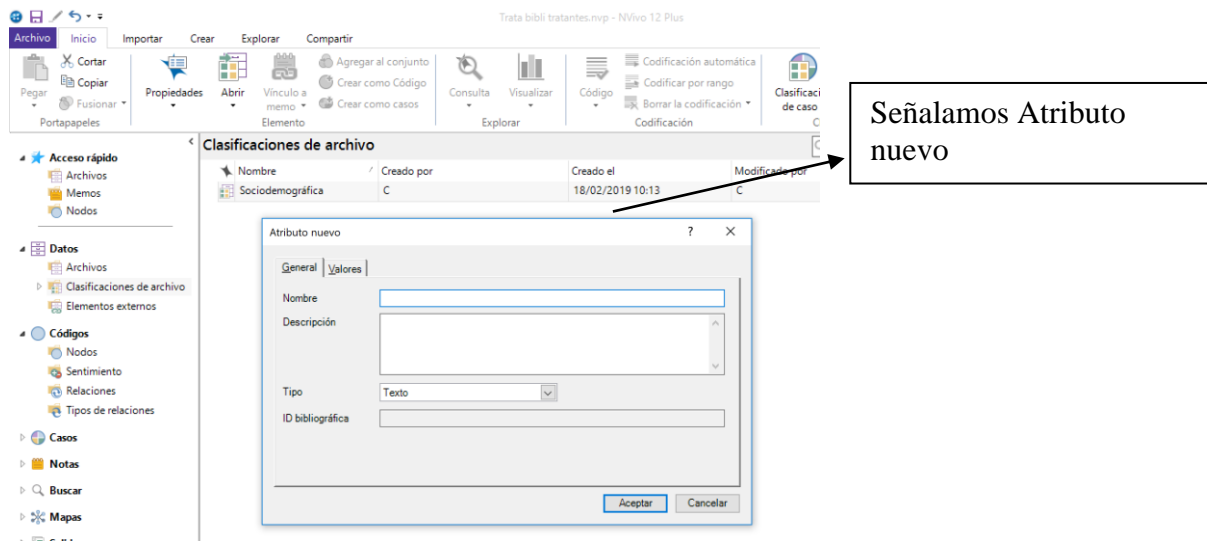 Trata bibli tratantes.nvp - NVivo 12 Plus
Archivo Inicio Importar Crear Explorar Compartir
Pegar
Cortar
Copiar
Fusionar
Portapapeles
Propiedades
Abrir
Vínculo a
memo
Agregar al conjunto
Crear como Código
Crear como casos
Elemento
Consulta
Visualizar
Explorar
Código
Codificación automática
Codificar por rango
Borrar la codificación
Codificación
Clasificaci
de caso
C
Señalamos Atributo
nuevo
Acceso rápido
Archivos
Memos
Nodos
Datos
Archivos
Clasificaciones de archivo
Elementos externos
Códigos
Nodos
Sentimiento
Relaciones
Tipos de relaciones
Casos
Notas
Buscar
Mapas
Clasificaciones de archivo
Nombre Creado por Creado el Modificado por
Sociodemográfica C 18/02/2019 10:13 C
Atributo nuevo ?
General Valores
Nombre
Descripción
Tipo Texto
ID bibliográfica
Aceptar Cancelar